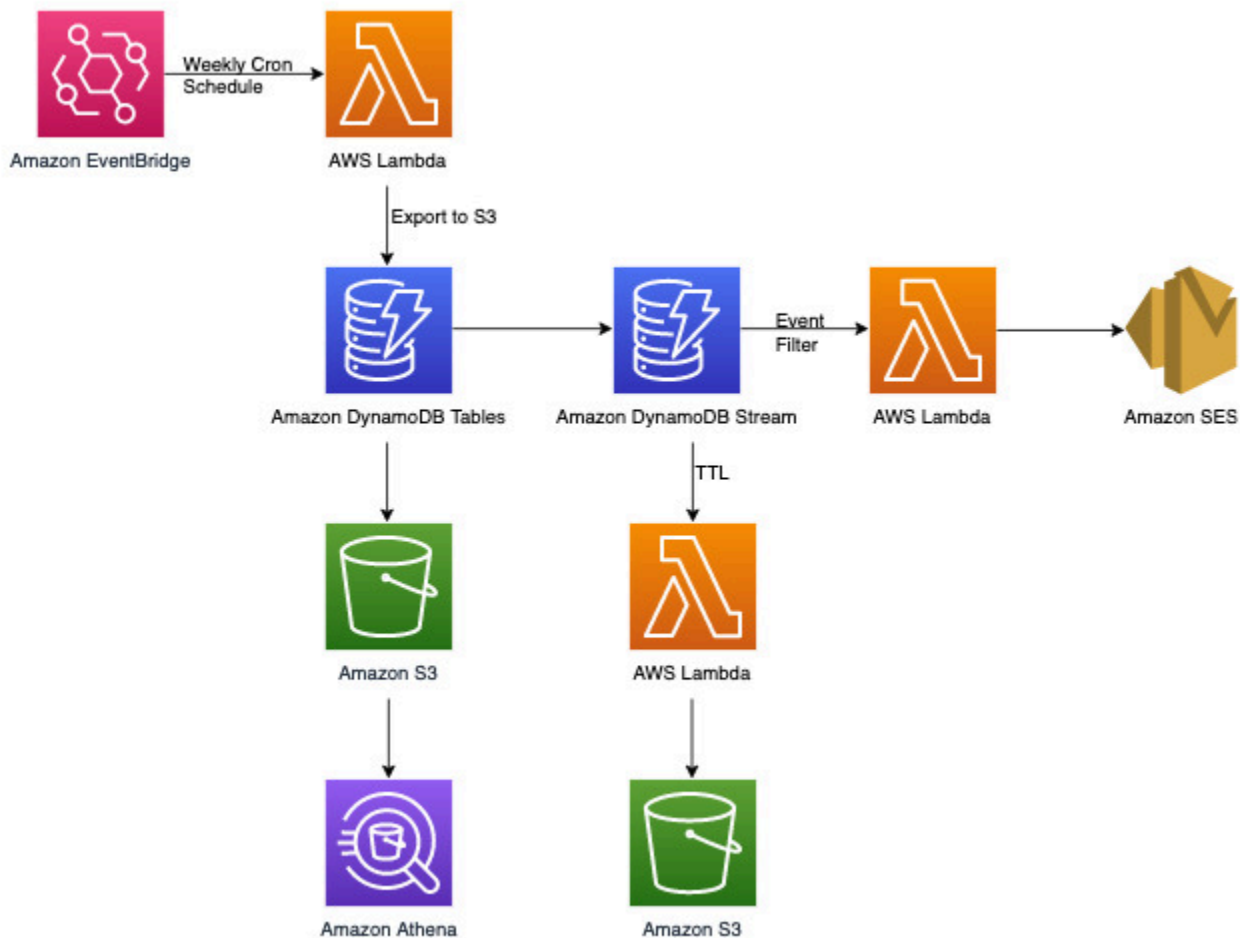 Weekly Cron
Schedule
Amazon EventBridge
AWS Lambda
Export to S3
Event
Filter
Amazon DynamoDB Tables
Amazon DynamoDB Stream
AWS Lambda
Amazon SES
TTL
Amazon S3
AWS Lambda
Amazon Athena
Amazon S3